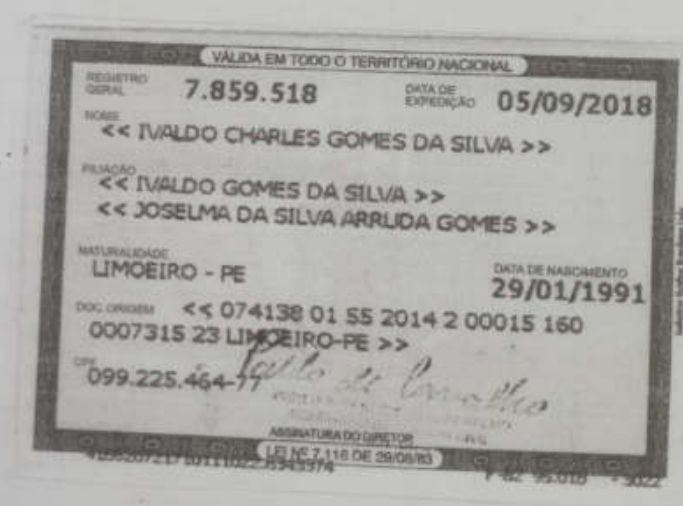 VÁLIDA EM TODO O TERRITÓRIO NACIONAL
REGISTRO GERAL 7.859.518 DATA DE EXPEDIÇÃO 05/09/2018
NOME
<< IVALDO CHARLES GOMES DA SILVA >>
FILIAÇÃO
<< IVALDO GOMES DA SILVA >>
<< JOSELMA DA SILVA ARRUDA GOMES >>
NATURALIDADE DATA DE NASCIMENTO
LIMOEIRO - PE 29/01/1991
DOC. ORIGEM << 074138 01 55 2014 2 00015 160
0007315 23 LIMOEIRO-PE >>
CPF
099.225.464-77
ASSINATURA DO DIRETOR
LEI Nº 7.116 DE 29/08/83